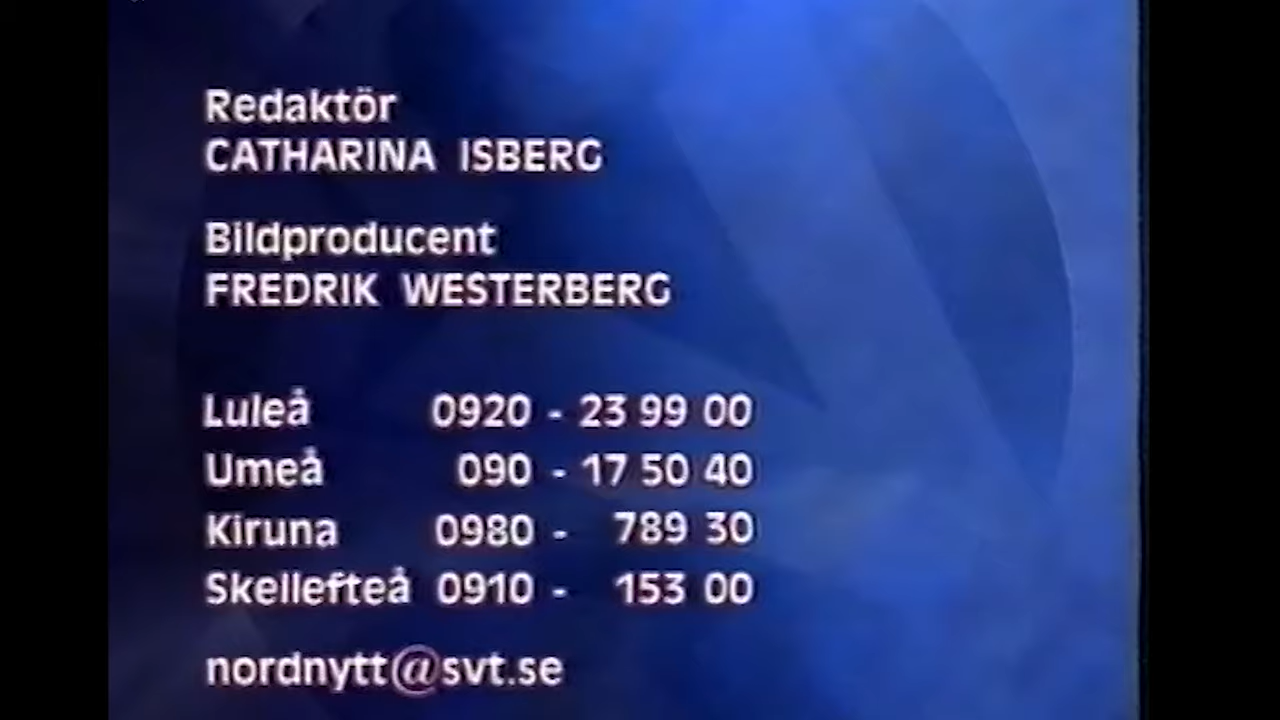 Redaktör
CATHARINA ISBERG
Bildproducent
FREDRIK WESTERBERG
Luleå 0920 - 23 99 00
Umeå 090 - 17 50 40
Kiruna 0980 - 789 30
Skellefteå 0910 - 153 00
nordnytt@svt.se